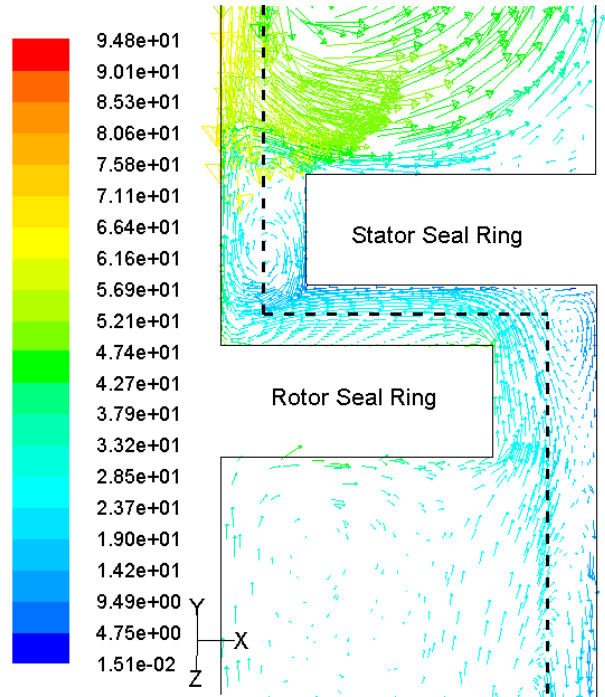 9.48e+01
9.01e+01
8.53e+01
8.06e+01
7.58e+01
7.11e+01
6.64e+01
6.16e+01
5.69e+01
5.21e+01
4.74e+01
4.27e+01
3.79e+01
3.32e+01
2.85e+01
2.37e+01
1.90e+01
1.42e+01
9.49e+00
4.75e+00
1.51e-02
Stator Seal Ring
Rotor Seal Ring
Y
X
Z